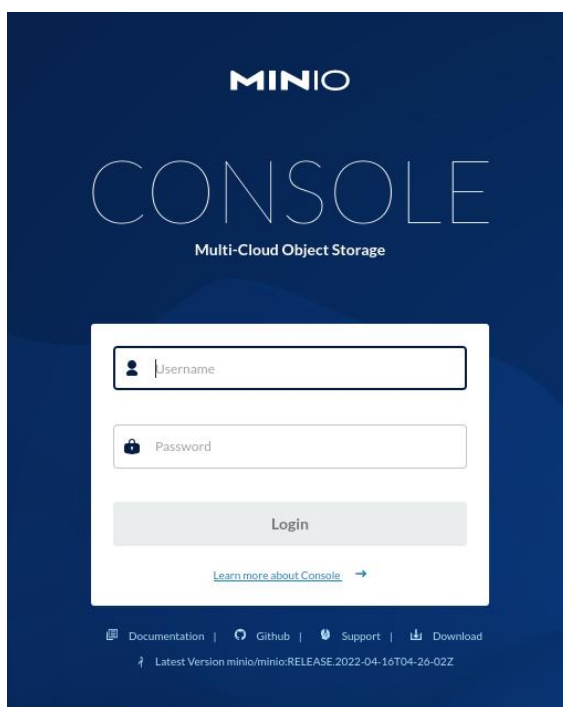 MINIO
CONSOLE
Multi-Cloud Object Storage
Username
Password
Login
Learn more about Console →
Documentation | Github | Support | Download
Latest Version minio/minio:RELEASE.2022-04-16T04-26-02Z